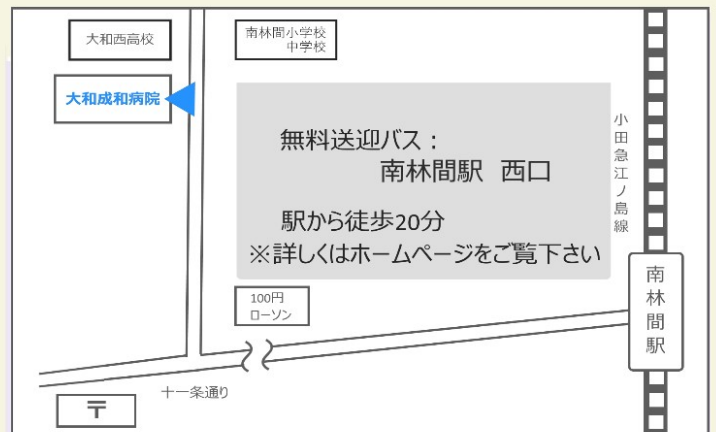 大和西高校
南林間小学校
中学校
大和成和病院
無料送迎バス：
南林間駅　西口
駅から徒歩20分
※詳しくはホームページをご覧下さい
小田急江ノ島線
南林間駅
100円
ローソン
十一条通り
〒